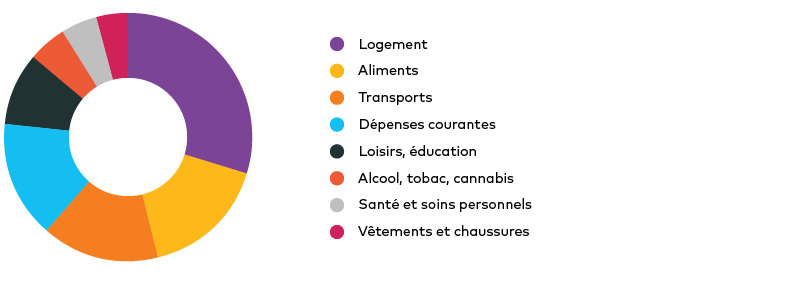 Logement
Aliments
Transports
Dépenses courantes
Loisirs, éducation
Alcool, tobac, cannabis
Santé et soins personnels
Vêtements et chaussures